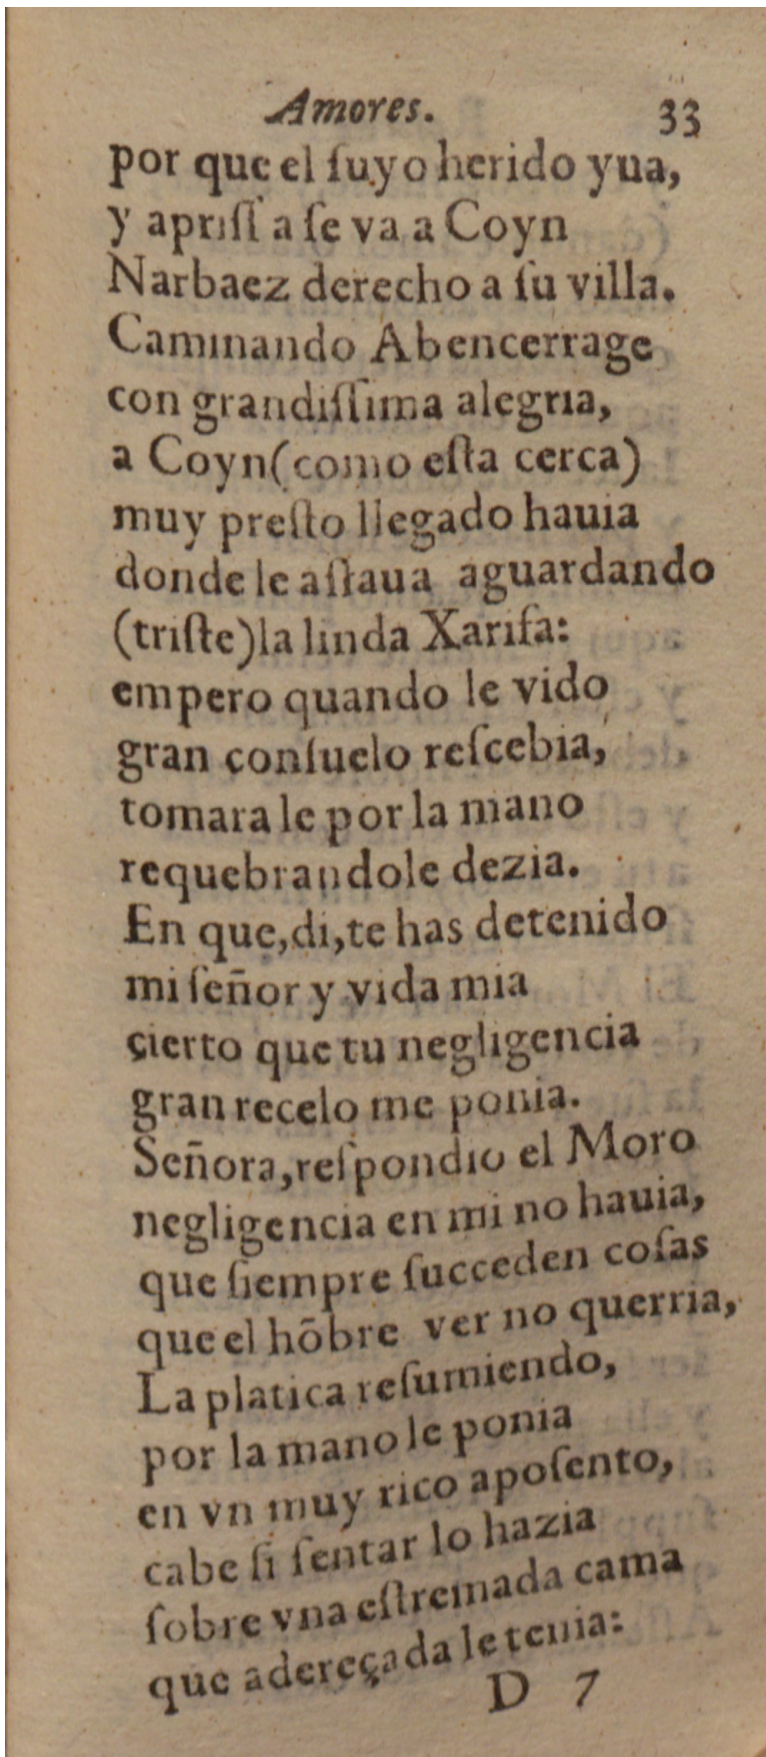 Amores. 33
por que el ſuyo herido yua,
y apriſſ a ſe va a Coyn
Narbaez derecho a ſu villa.
Caminando Abencerrage
con grandiſſima alegria,
a Coyn(como eſta cerca)
muy preſto llegado hauia
donde le aſtaua aguardando
(triſte)la linda Xarifa:
empero quando le vido
gran conſuelo reſcebia,
tomara le por la mano
requebrandole dezia.
En que,di,te has detenido
mi ſeñor y vida mia
çierto que tu negligencia
gran recelo me ponia.
Señora,reſpondio el Moro
negligencia en mi no hauia,
que ſiempre ſucceden coſas
que el hōbre ver no querria,
La platica reſumiendo,
por la mano le ponia
en vn muy rico apoſento,
cabe ſi ſentar lo hazia
ſobre vna eſtremada cama
que adereçada le tenia:
D 7